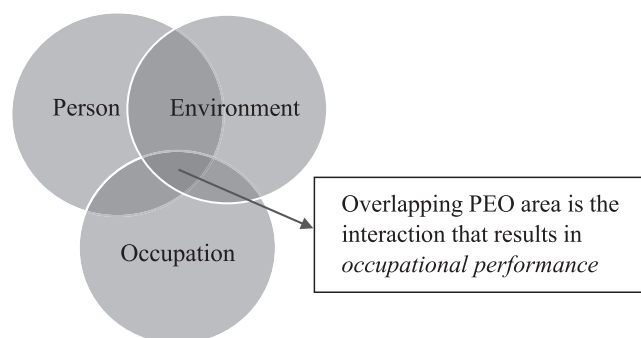 Person
Environment
Occupation
Overlapping PEO area is the
interaction that results in
occupational performance